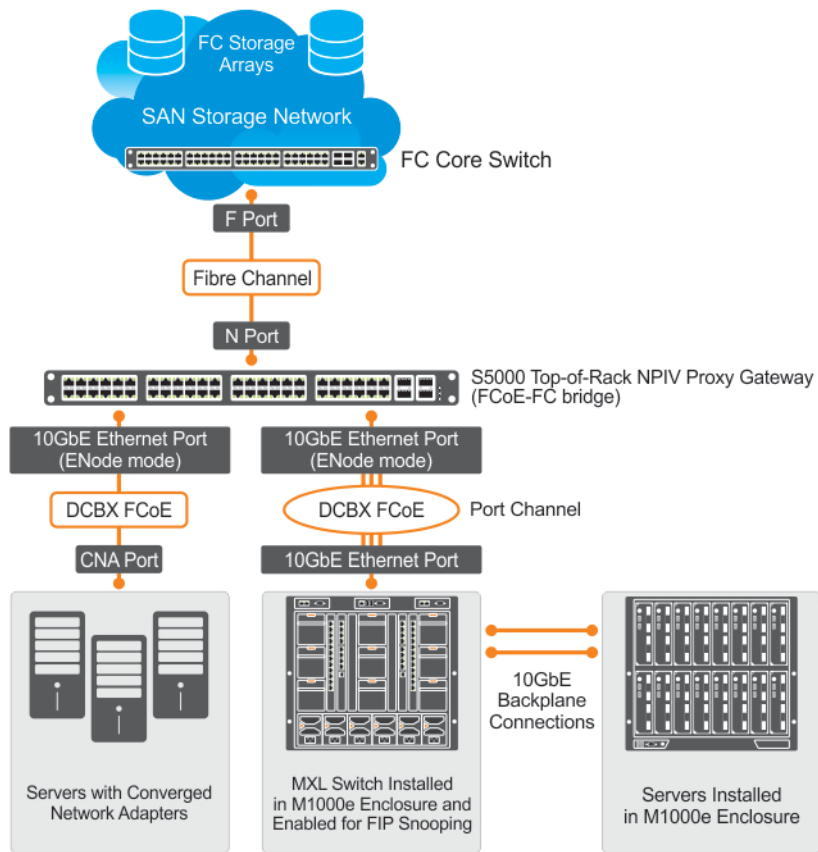 FC Storage
Arrays
SAN Storage Network
FC Core Switch
F Port
Fibre Channel
N Port
S5000 Top-of-Rack NPIV Proxy Gateway
(FCoE-FC bridge)
10GbE Ethernet Port
(ENode mode)
10GbE Ethernet Port
(ENode mode)
DCBX FCoE
DCBX FCoE
Port Channel
CNA Port
10GbE Ethernet Port
10GbE
Backplane
Connections
Servers with Converged
Network Adapters
MXL Switch Installed
in M1000e Enclosure and
Enabled for FIP Snooping
Servers Installed
in M1000e Enclosure